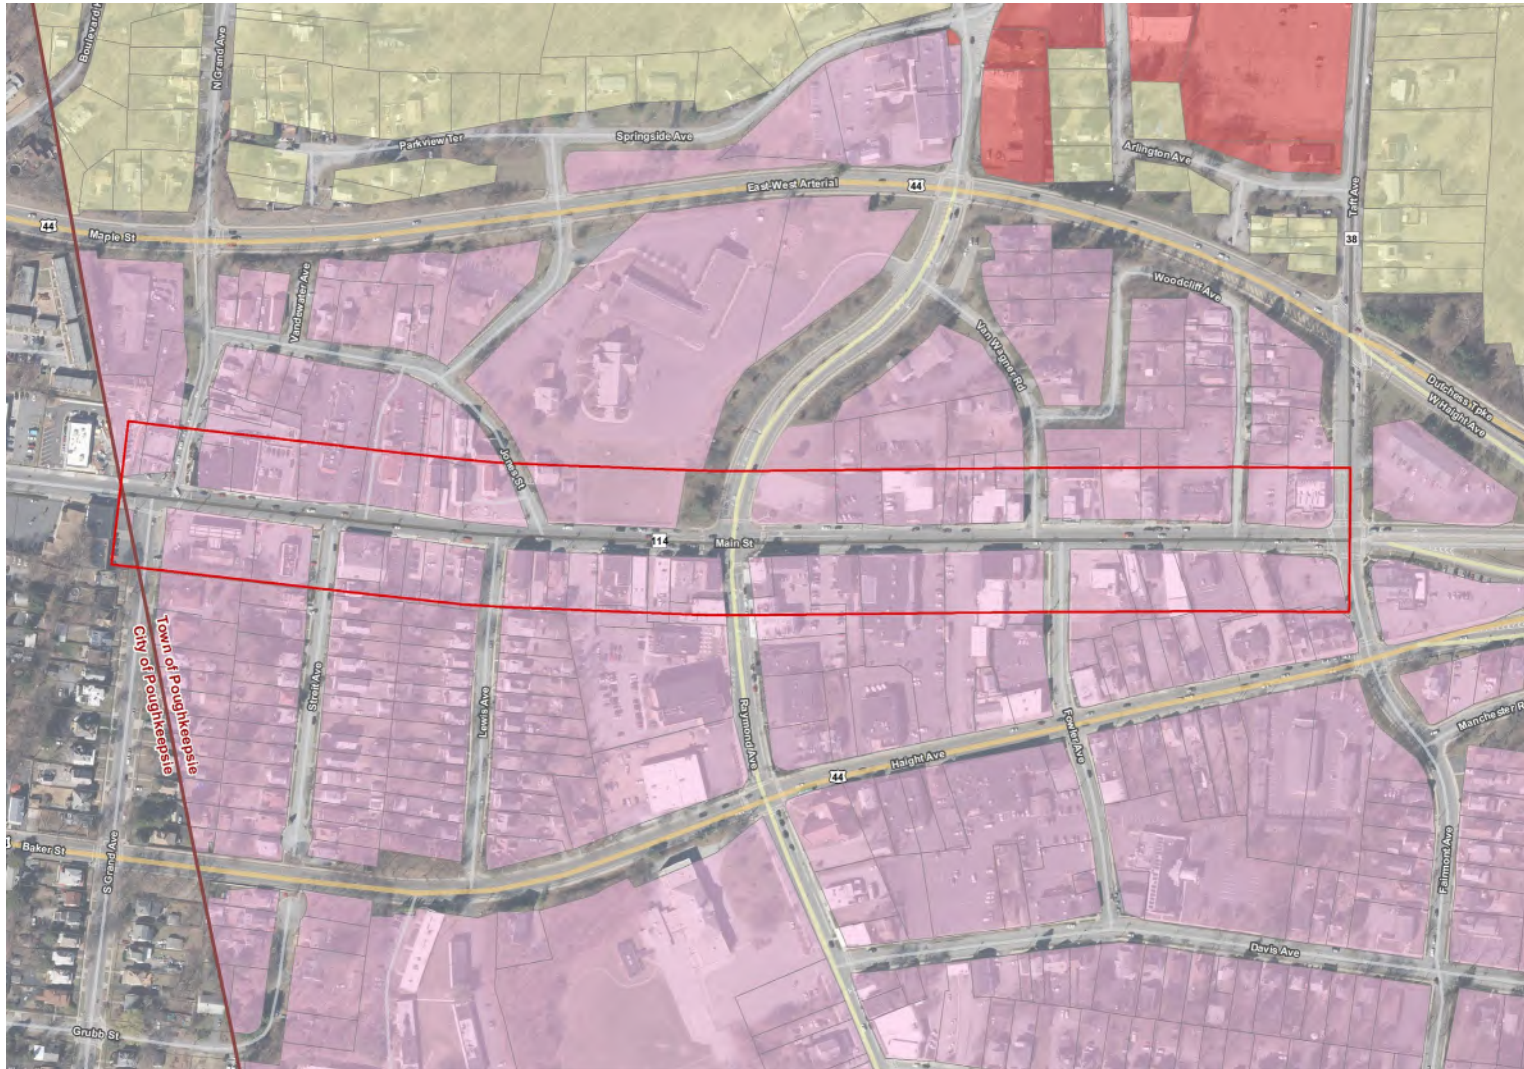 Boulevard
N Grand Ave
Parkview Ter
Springside Ave
Arlington Ave
Taft Ave
East-West Arterial
44
44
Maple St
38
Vandewater Ave
Woodcliff Ave
Van Wagner Rd
Dutchess Tpke
W Haight Ave
Jones St
114
Main St
Town of Poughkeepsie
City of Poughkeepsie
Streit Ave
Lewis Ave
Raymond Ave
Fowler Ave
Manchester R
44
Haight Ave
Baker St
S Grand Ave
Fairmont Ave
Davis Ave
Grubb St